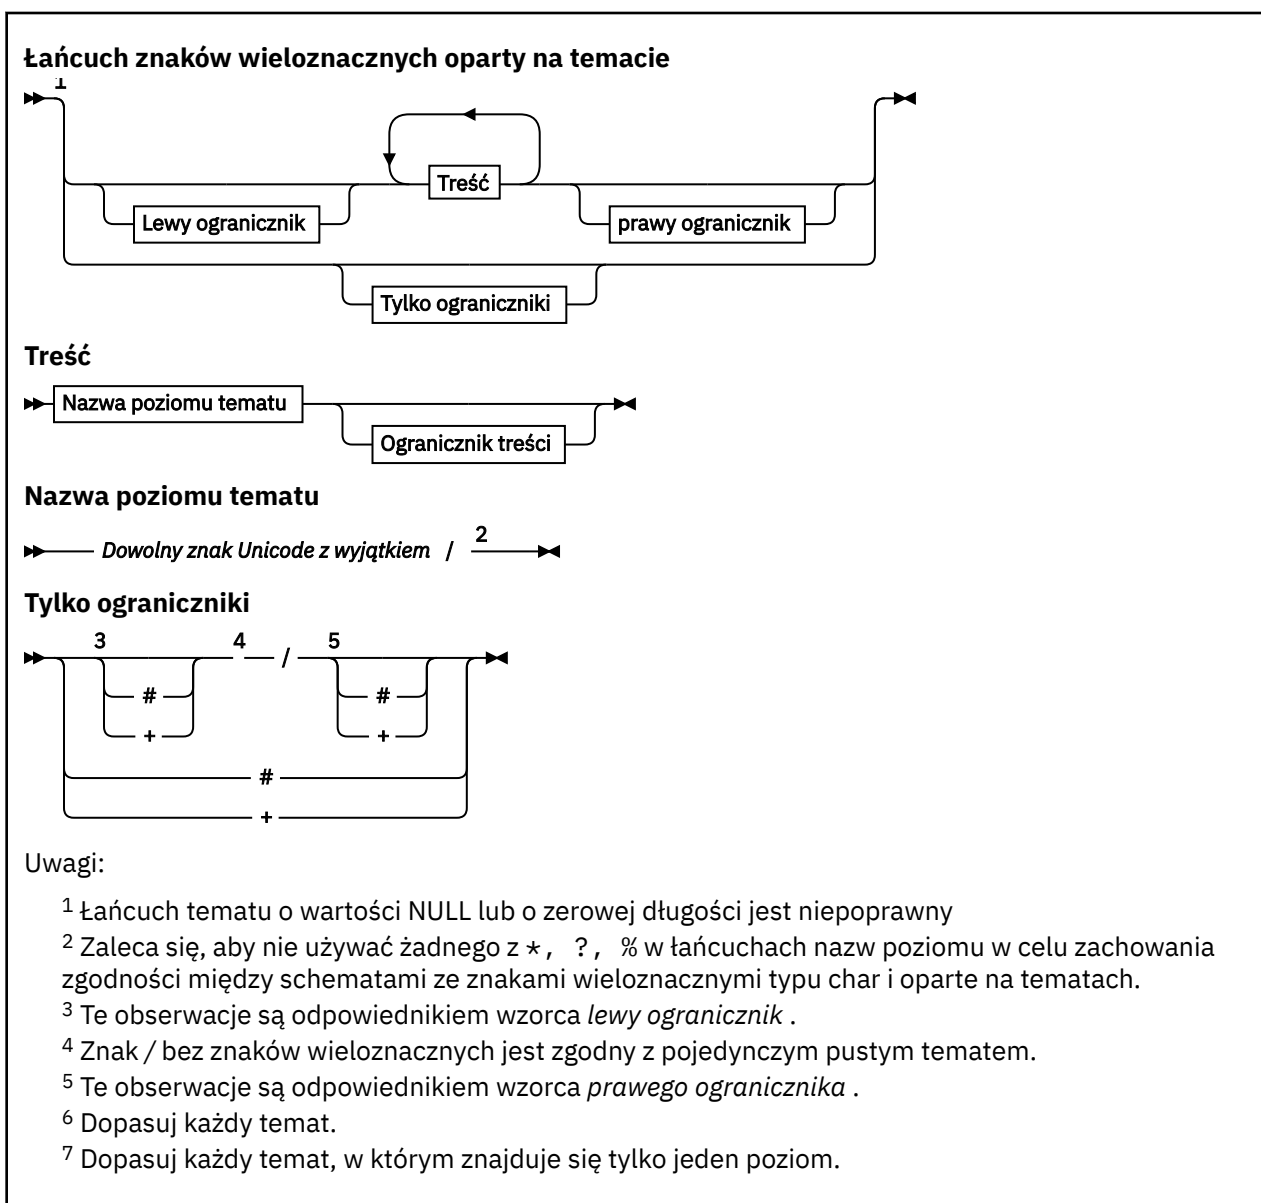 Łańcuch znaków wieloznacznych oparty na temacie
1
Treść
Lewy ogranicznik
prawy ogranicznik
Tylko ograniczniki
Treść
Nazwa poziomu tematu
Ogranicznik treści
Nazwa poziomu tematu
Dowolny znak Unicode z wyjątkiem / 2
Tylko ograniczniki
3 4 / 5
# #
+ +
#
+
Uwagi:
1 Łańcuch tematu o wartości NULL lub o zerowej długości jest niepoprawny
2 Zaleca się, aby nie używać żadnego z *, ?, % w łańcuchach nazw poziomu w celu zachowania
zgodności między schematami ze znakami wieloznacznymi typu char i oparte na tematach.
3 Te obserwacje są odpowiednikiem wzorca lewy ogranicznik .
4 Znak / bez znaków wieloznacznych jest zgodny z pojedynczym pustym tematem.
5 Te obserwacje są odpowiednikiem wzorca prawego ogranicznika .
6 Dopasuj każdy temat.
7 Dopasuj każdy temat, w którym znajduje się tylko jeden poziom.